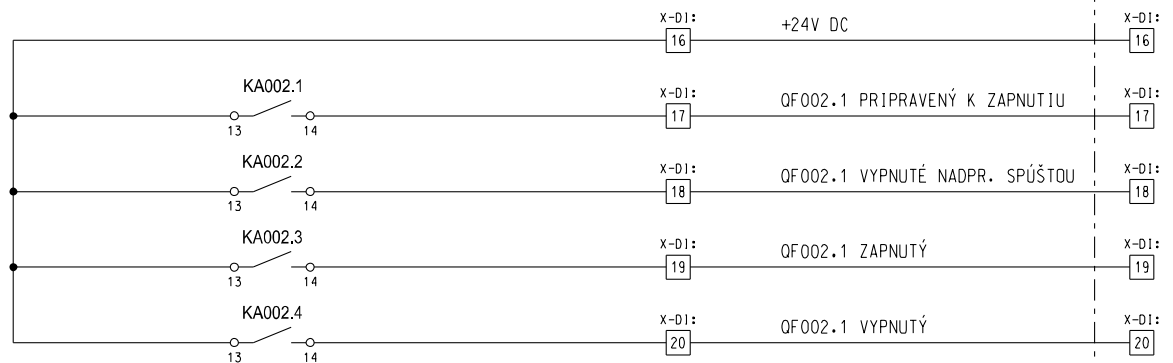 X-DI: +24V DC X-DI:
16 16
KA002.1 X-DI: QF002.1 PRIPRAVENÝ K ZAPNUTIU X-DI:
13 14 17 17
KA002.2 X-DI: QF002.1 VYPNUTÉ NADPR. SPÚŠTOU X-DI:
13 14 18 18
KA002.3 X-DI: QF002.1 ZAPNUTÝ X-DI:
13 14 19 19
KA002.4 X-DI: QF002.1 VYPNUTÝ X-DI:
13 14 20 20